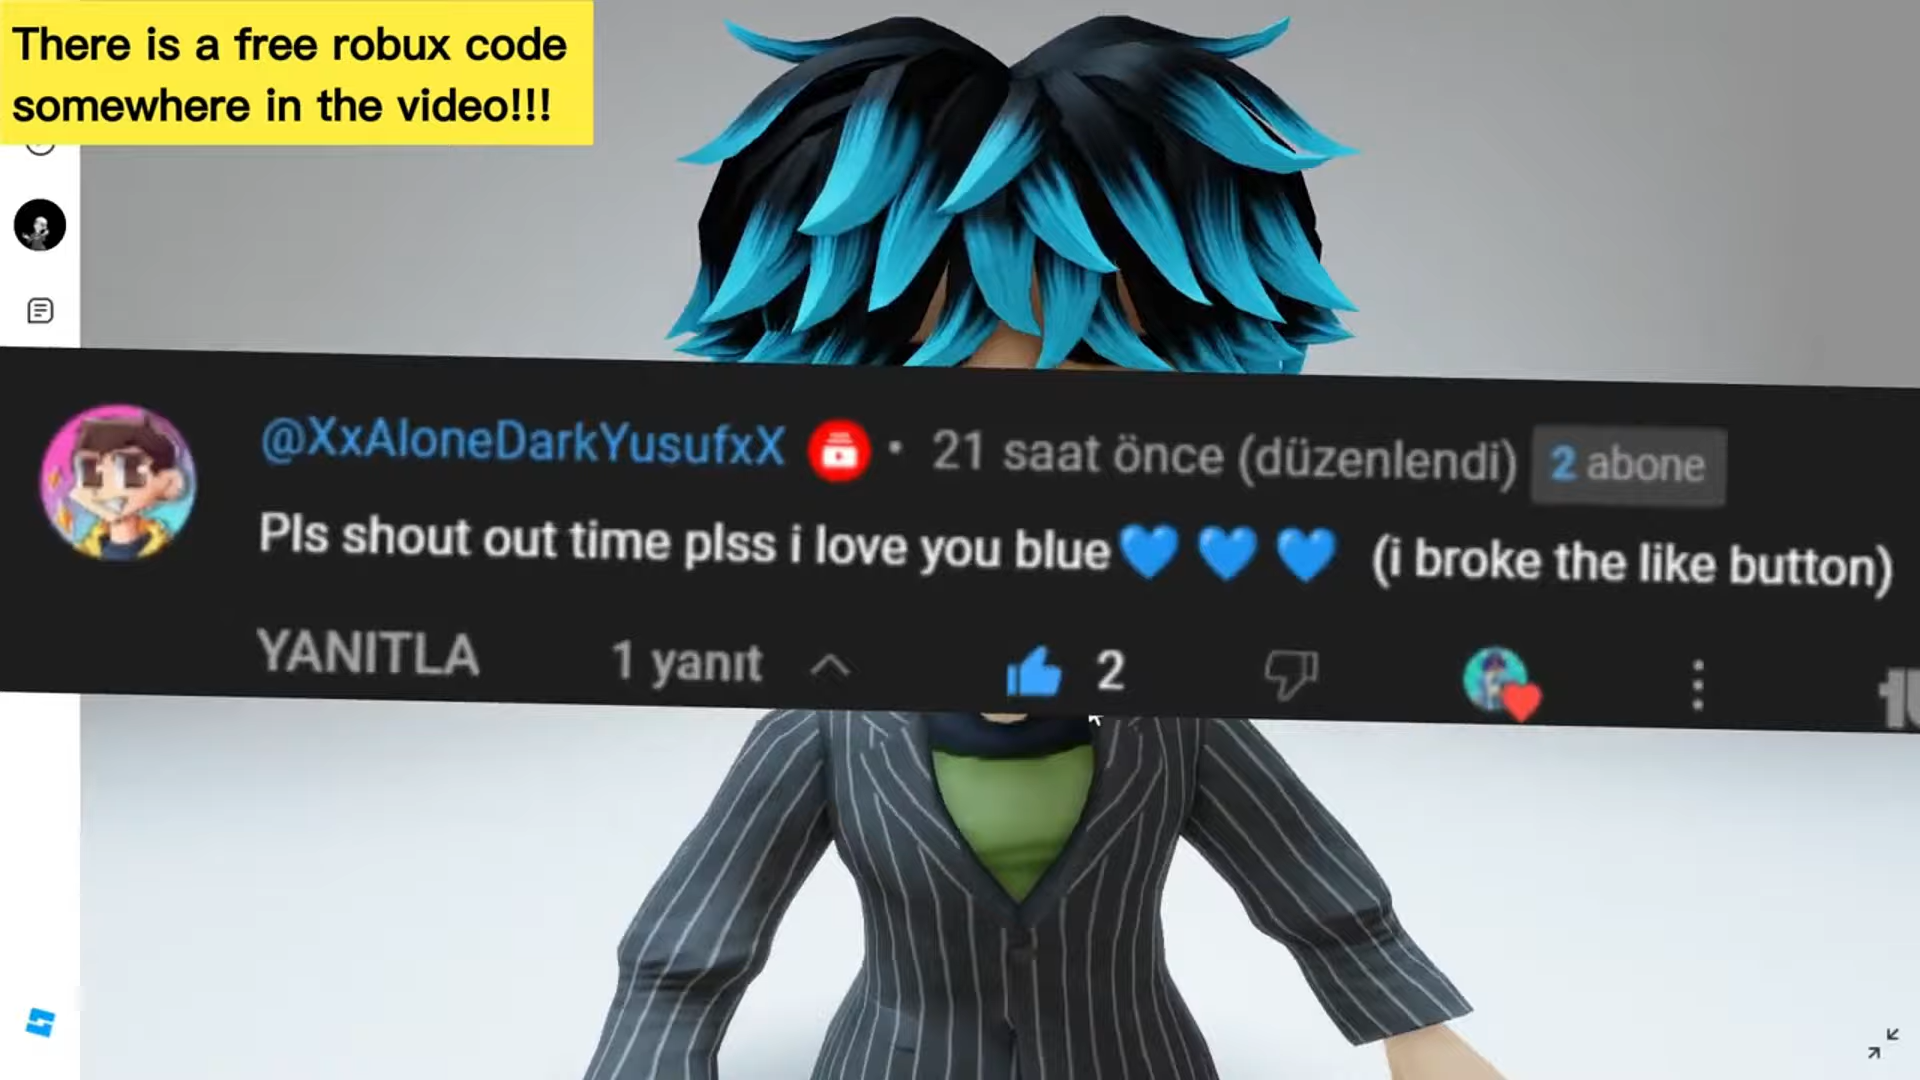 There is a free robux code
somewhere in the video!!!
@XxAloneDarkYusufxX • 21 saat önce (düzenlendi) 2 abone
Pls shout out time plss i love you blue💙 💙 💙 (i broke the like button)
YANITLA 1 yanıt 2